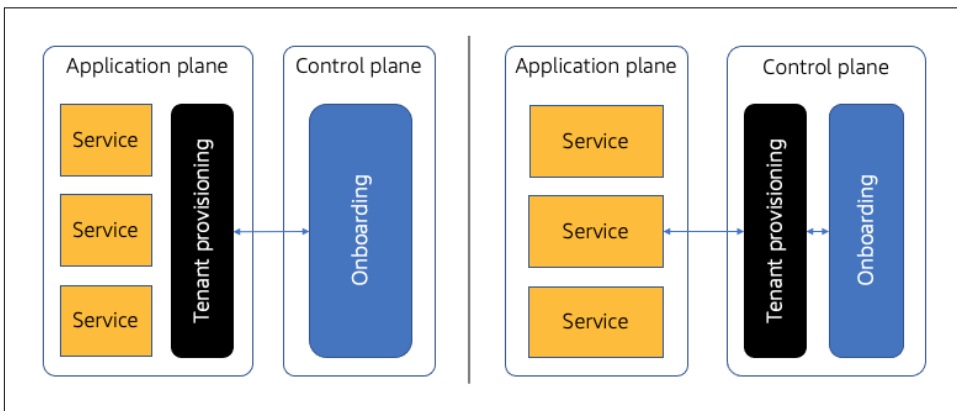 Application plane
Service
Service
Service
Tenant provisioning
Control plane
Onboarding
Application plane
Service
Service
Service
Control plane
Tenant provisioning
Onboarding